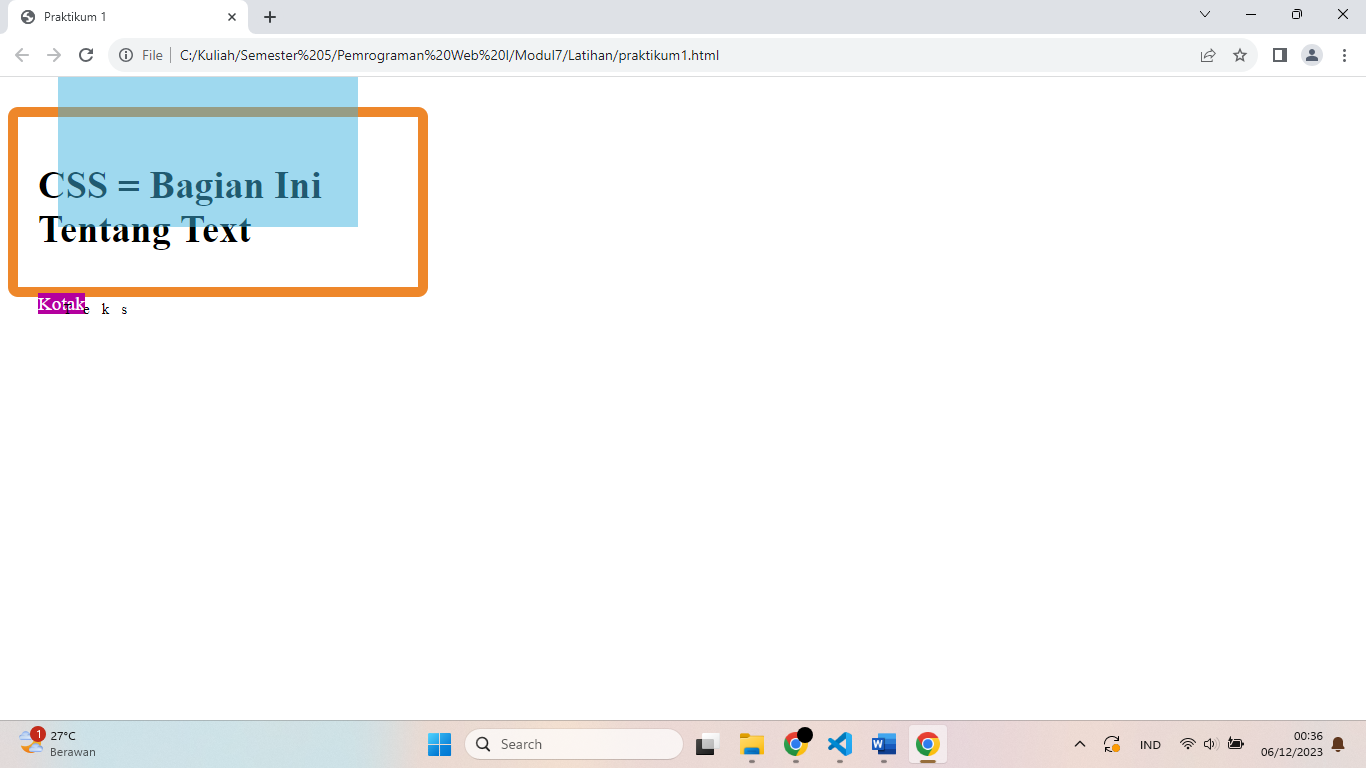 Praktikum 1
File
C:/Kuliah/Semester%205/Pemrograman%20Web%20I/Modul7/Latihan/praktikum1.html
CSS = Bagian Ini
Tentang Text
Kotak
T e k s
1
27°C
Berawan
Search
IND
00:36
06/12/2023